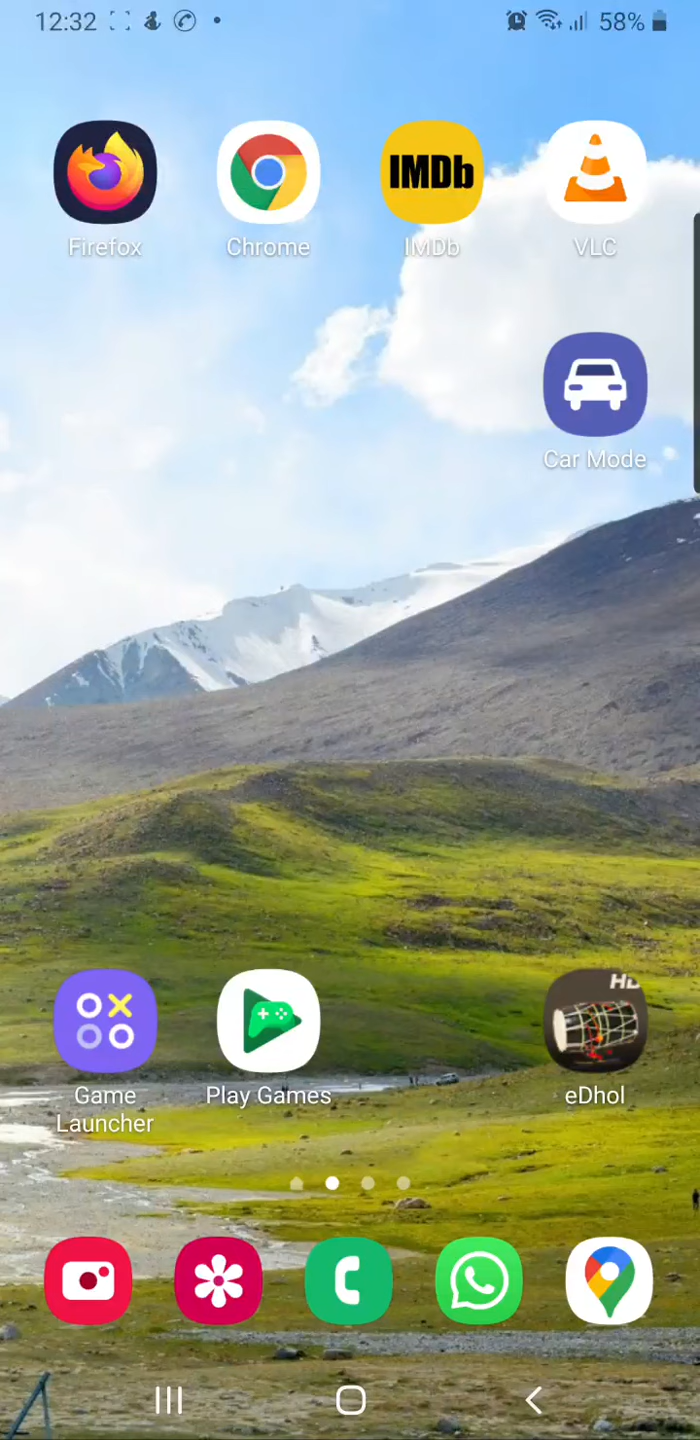 12:32
58%
IMDb
Firefox
Chrome
IMDb
VLC
Car Mode
HD
Game
Launcher
Play Games
eDhol